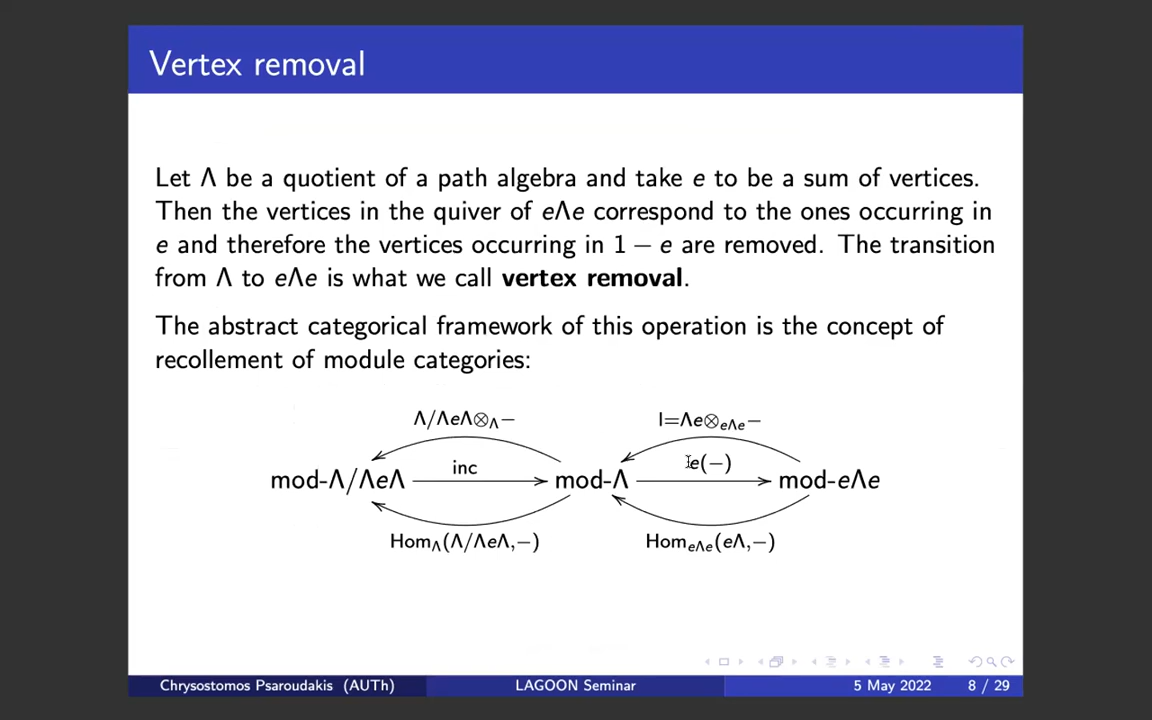 Vertex removal
Let Λ be a quotient of a path algebra and take e to be a sum of vertices.
Then the vertices in the quiver of eΛe correspond to the ones occurring in
e and therefore the vertices occurring in 1 − e are removed. The transition
from Λ to eΛe is what we call vertex removal.
The abstract categorical framework of this operation is the concept of
recollement of module categories:
Λ/ΛeΛ⊗_Λ− l=Λe⊗_eΛe−
inc e(−)
mod-Λ/ΛeΛ mod-Λ mod-eΛe
Hom_Λ(Λ/ΛeΛ,−) Hom_eΛe(eΛ,−)
Chrysostomos Psaroudakis (AUTh) LAGOON Seminar 5 May 2022 8 / 29